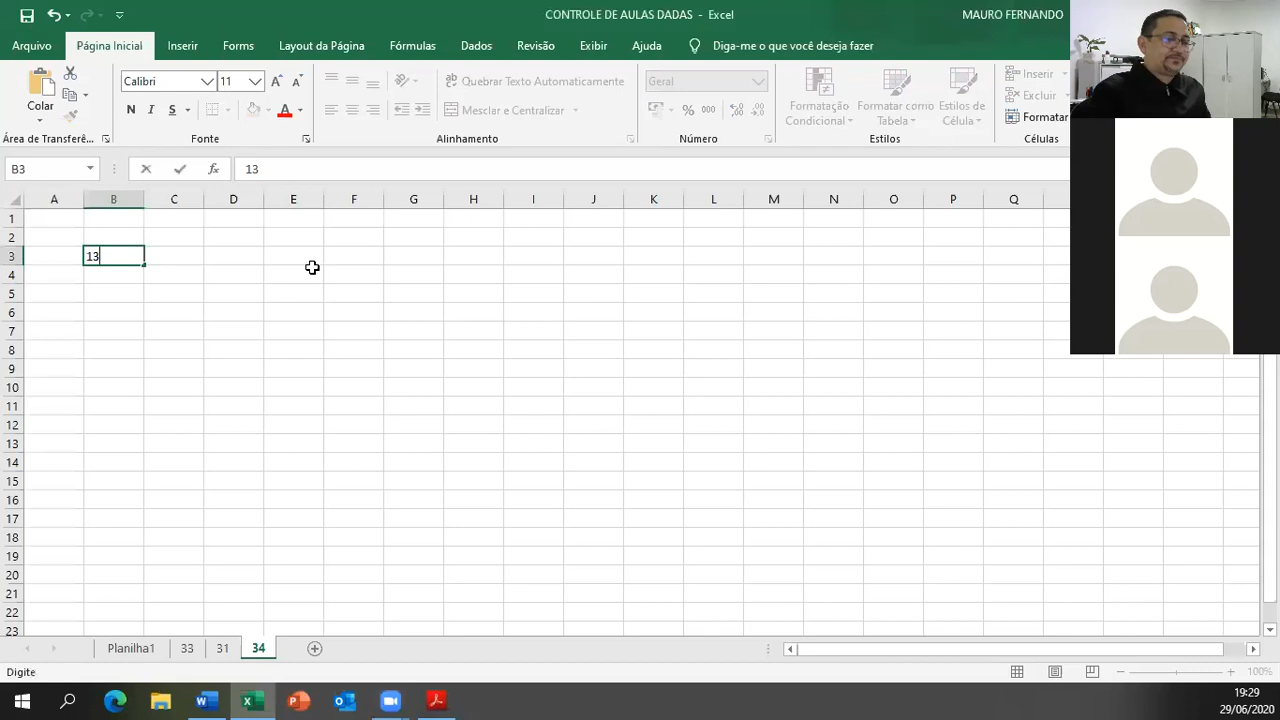 CONTROLE DE AULAS DADAS - Excel MAURO FERNANDO
Arquivo Página Inicial Inserir Forms Layout da Página Fórmulas Dados Revisão Exibir Ajuda Diga-me o que você deseja fazer
Calibri 11 Quebrar Texto Automaticamente Geral Inserir
Colar Formatação Condicional Formatar como Tabela Estilos de Célula Excluir
N I S A Mesclar e Centralizar % 000 Formatar
Área de Transferê... Fonte Alinhamento Número Estilos Células
B3 fx 13
A B C D E F G H I J K L M N O P Q
1
2
3 13
4
5
6
7
8
9
10
11
12
13
14
15
16
17
18
19
20
21
22
23
Planilha1 33 31 34
Digite 100%
19:29
29/06/2020